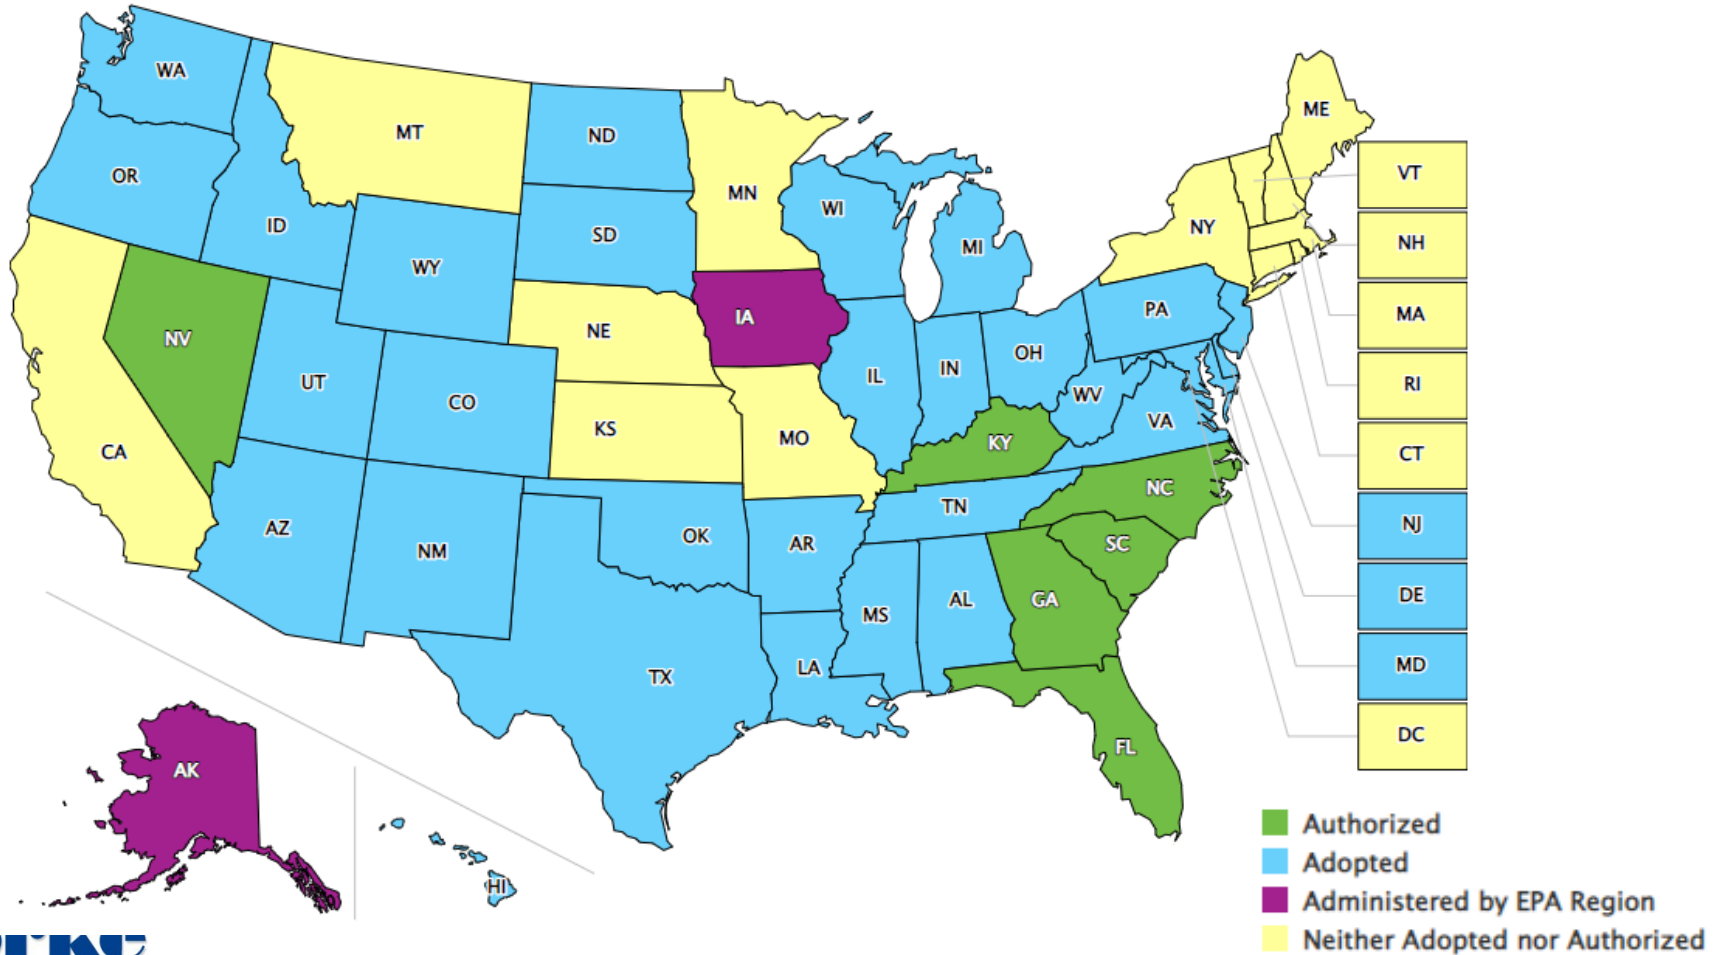 WA
MT
ND
ME
OR
VT
MN
WI
NY
ID
SD
NH
MI
WY
PA
MA
IA
NE
NV
OH
IN
RI
UT
IL
WV
CO
VA
KS
KY
MO
CA
CT
NC
TN
NJ
AZ
OK
AR
SC
NM
DE
GA
AL
MS
MD
LA
TX
DC
FL
AK
HI
Authorized
Adopted
Administered by EPA Region
Neither Adopted nor Authorized